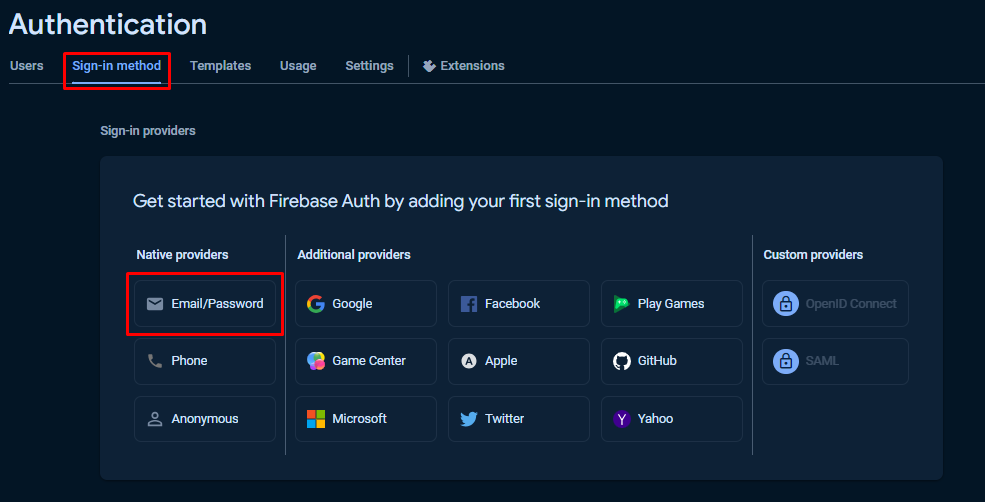 Authentication
Users Sign-in method Templates Usage Settings Extensions
Sign-in providers
Get started with Firebase Auth by adding your first sign-in method
Native providers Additional providers Custom providers
Email/Password Google Facebook Play Games OpenID Connect
Phone Game Center Apple GitHub SAML
Anonymous Microsoft Twitter Yahoo